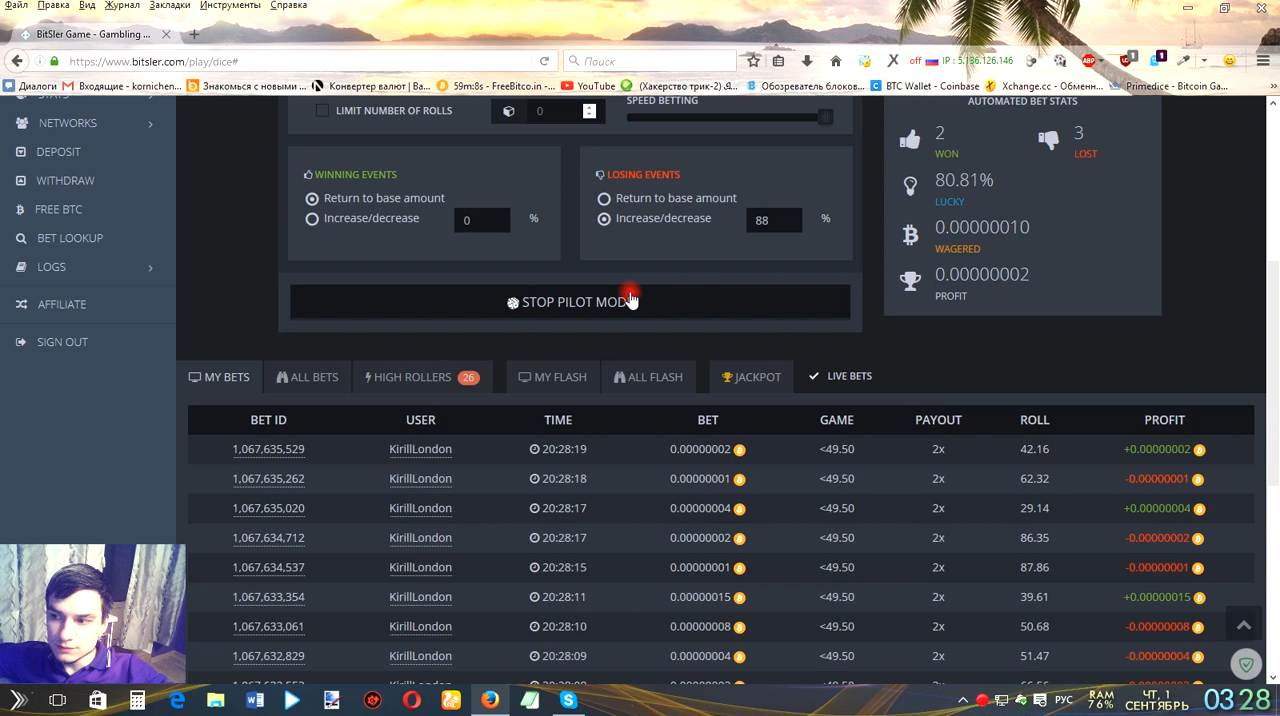 Файл Правка Вид Журнал Закладки Инструменты Справка
BitSler Game - Gambling ...
https://www.bitsler.com/play/dice#
Поиск
off IP : 5.136.126.146
ABP
1
1
Диалоги
Входящие - kornichen...
Знакомься с новыми ...
Конвертер валют | Ba...
59m:8s - FreeBitco.in - ...
YouTube
(Хакерство трик-2) Q...
Обозреватель блоков...
BTC Wallet - Coinbase
Xchange.cc - Обменн...
Primedice - Bitcoin Ga...
STATS
NETWORKS
DEPOSIT
WITHDRAW
FREE BTC
BET LOOKUP
LOGS
AFFILIATE
SIGN OUT
LIMIT NUMBER OF ROLLS
0
SPEED BETTING
WINNING EVENTS
Return to base amount
Increase/decrease
0
%
LOSING EVENTS
Return to base amount
Increase/decrease
88
%
STOP PILOT MOD
AUTOMATED BET STATS
2
WON
3
LOST
80.81%
LUCKY
0.00000010
WAGERED
0.00000002
PROFIT
MY BETS
ALL BETS
HIGH ROLLERS 26
MY FLASH
ALL FLASH
JACKPOT
LIVE BETS
BET ID USER TIME BET GAME PAYOUT ROLL PROFIT
1,067,635,529 KirillLondon 20:28:19 0.00000002 <49.50 2x 42.16 +0.00000002
1,067,635,262 KirillLondon 20:28:18 0.00000001 <49.50 2x 62.32 -0.00000001
1,067,635,020 KirillLondon 20:28:17 0.00000004 <49.50 2x 29.14 +0.00000004
1,067,634,712 KirillLondon 20:28:17 0.00000002 <49.50 2x 86.35 -0.00000002
1,067,634,537 KirillLondon 20:28:15 0.00000001 <49.50 2x 87.86 -0.00000001
1,067,633,354 KirillLondon 20:28:11 0.00000015 <49.50 2x 39.61 +0.00000015
1,067,633,061 KirillLondon 20:28:10 0.00000008 <49.50 2x 50.68 -0.00000008
1,067,632,829 KirillLondon 20:28:09 0.00000004 <49.50 2x 51.47 -0.00000004
РУС
RAM
76%
ЧТ, 1
СЕНТЯБРЬ
03 28